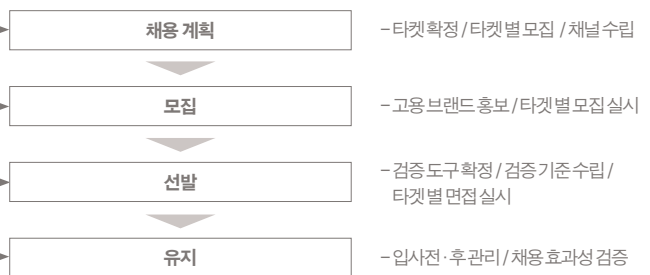 채용 계획
– 타켓 확정 / 타켓 별 모집 / 채널 수립
모집
– 고용 브랜드 홍보 / 타겟 별 모집 실시
선발
– 검증 도구 확정 / 검증 기준 수립 /
타겟 별 면접 실시
유지
– 입사 전 · 후 관리 / 채용 효과성 검증